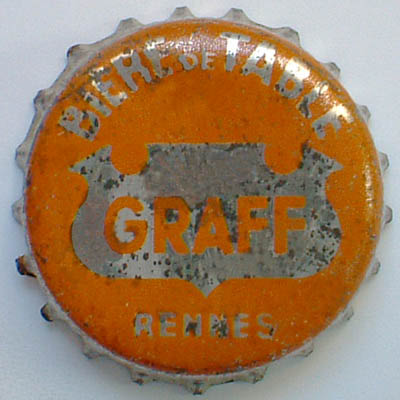 BIERE DE TABLE
GRAFF
RENNES